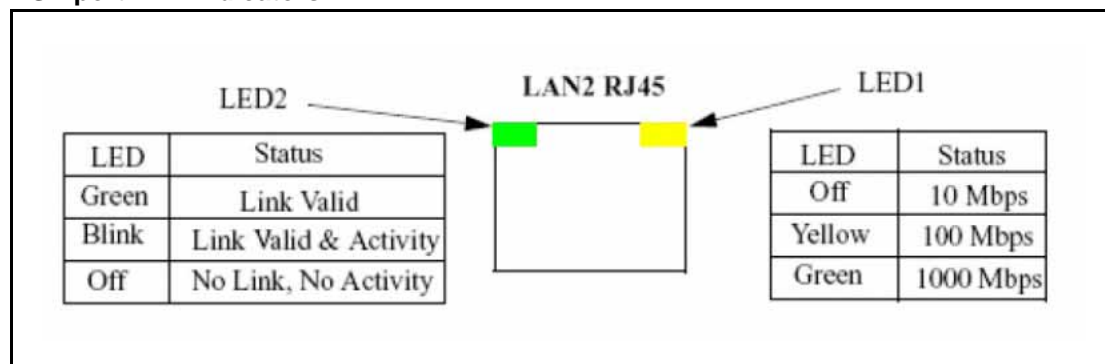 LAN2 RJ45
LED2
LED1
LED Status
Green Link Valid
Blink Link Valid & Activity
Off No Link, No Activity
LED Status
Off 10 Mbps
Yellow 100 Mbps
Green 1000 Mbps